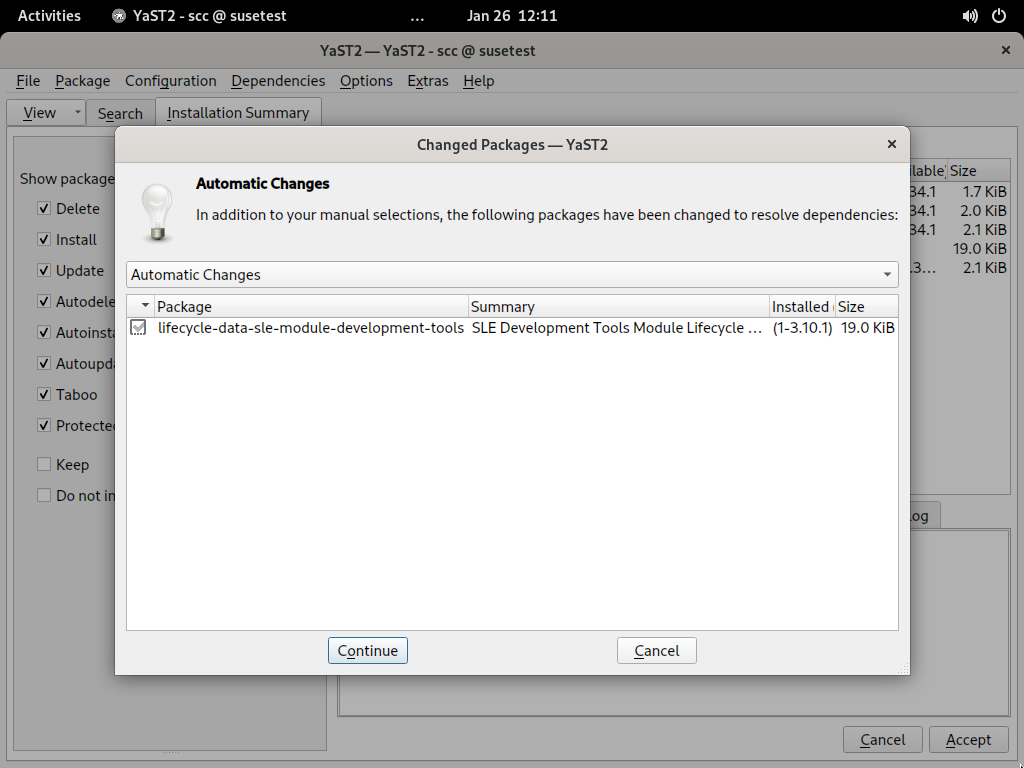 Activities YaST2 - scc @ susetest ... Jan 26 12:11
YaST2 — YaST2 - scc @ susetest
File Package Configuration Dependencies Options Extras Help
View Search Installation Summary
Changed Packages — YaST2
Automatic Changes
In addition to your manual selections, the following packages have been changed to resolve dependencies:
Automatic Changes
Package Summary Installed Size
lifecycle-data-sle-module-development-tools SLE Development Tools Module Lifecycle ... (1-3.10.1) 19.0 KiB
Continue Cancel
Show package
Delete
Install
Update
Autodele
Autoinsta
Autoupda
Taboo
Protected
Keep
Do not in
ilable) Size
34.1 1.7 KiB
34.1 2.0 KiB
34.1 2.1 KiB
19.0 KiB
.3... 2.1 KiB
og
Cancel Accept